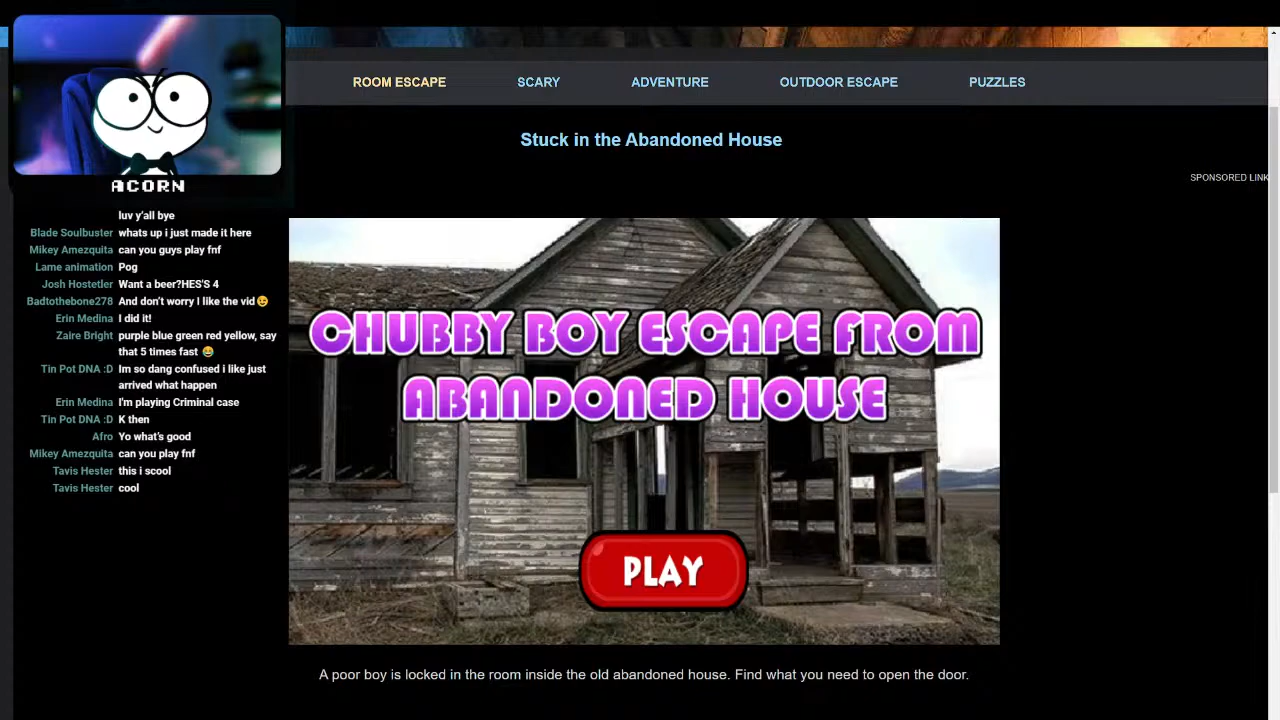 ROOM ESCAPE SCARY ADVENTURE OUTDOOR ESCAPE PUZZLES
Stuck in the Abandoned House
SPONSORED LINK
ACORN
luv y'all bye
Blade Soulbuster whats up i just made it here
Mikey Amezquita can you guys play fnf
Lame animation Pog
Josh Hostetler Want a beer?HES'S 4
Badtothebone278 And don't worry I like the vid😉
Erin Medina I did it!
Zaire Bright purple blue green red yellow, say
that 5 times fast 🤣
Tin Pot DNA :D Im so dang confused i like just
arrived what happen
Erin Medina I'm playing Criminal case
Tin Pot DNA :D K then
Afro Yo what's good
Mikey Amezquita can you play fnf
Tavis Hester this i scool
Tavis Hester cool
CHUBBY BOY ESCAPE FROM
ABANDONED HOUSE
PLAY
A poor boy is locked in the room inside the old abandoned house. Find what you need to open the door.